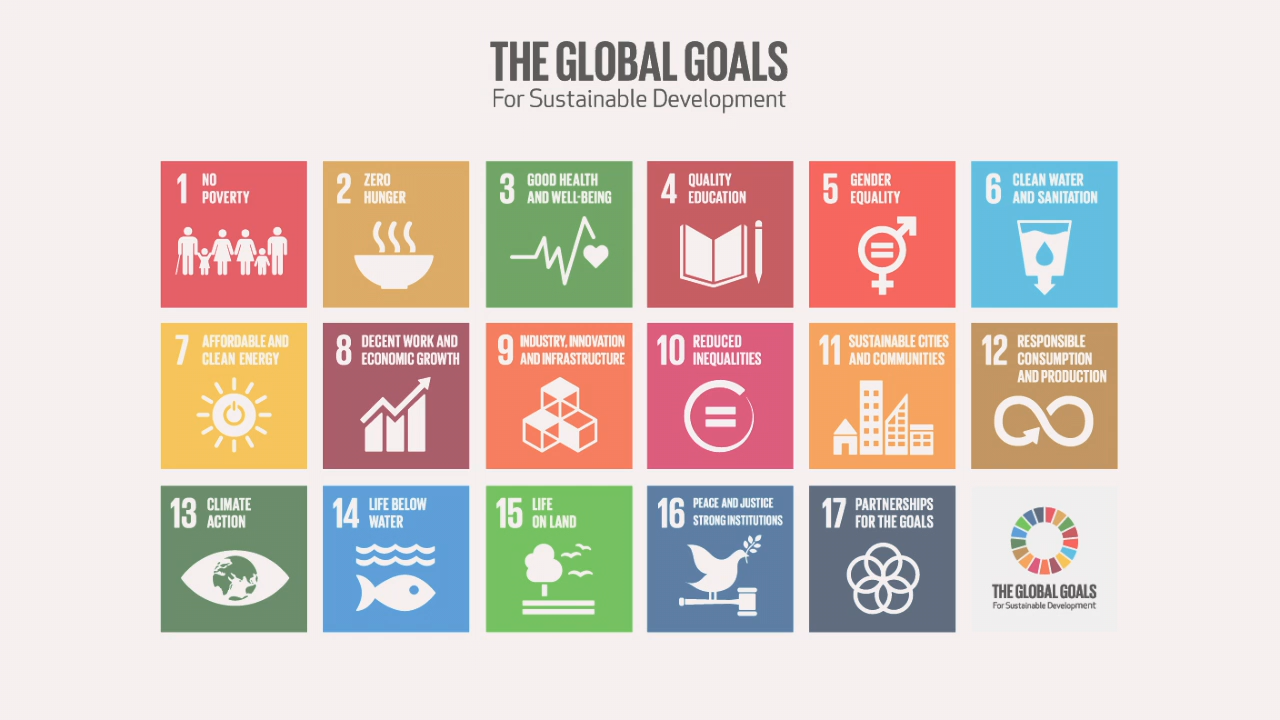 THE GLOBAL GOALS
For Sustainable Development
1 NO
POVERTY
2 ZERO
HUNGER
3 GOOD HEALTH
AND WELL-BEING
4 QUALITY
EDUCATION
5 GENDER
EQUALITY
6 CLEAN WATER
AND SANITATION
7 AFFORDABLE AND
CLEAN ENERGY
8 DECENT WORK AND
ECONOMIC GROWTH
9 INDUSTRY, INNOVATION
AND INFRASTRUCTURE
10 REDUCED
INEQUALITIES
11 SUSTAINABLE CITIES
AND COMMUNITIES
12 RESPONSIBLE
CONSUMPTION
AND PRODUCTION
13 CLIMATE
ACTION
14 LIFE BELOW
WATER
15 LIFE
ON LAND
16 PEACE AND JUSTICE
STRONG INSTITUTIONS
17 PARTNERSHIPS
FOR THE GOALS
THE GLOBAL GOALS
For Sustainable Development